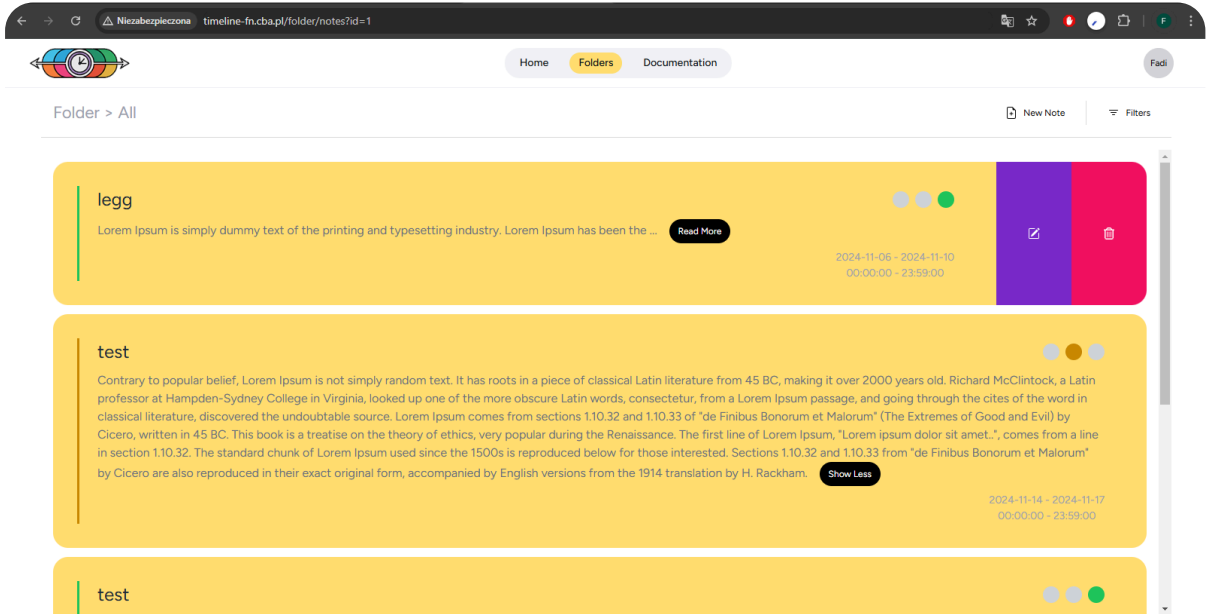 Niezabezpieczona timeline-fn.cba.pl/folder/notes?id=1
F
Home Folders Documentation
Fadi
Folder > All
New Note Filters
legg
Lorem Ipsum is simply dummy text of the printing and typesetting industry. Lorem Ipsum has been the ... Read More
2024-11-06 - 2024-11-10
00:00:00 - 23:59:00
test
Contrary to popular belief, Lorem Ipsum is not simply random text. It has roots in a piece of classical Latin literature from 45 BC, making it over 2000 years old. Richard McClintock, a Latin
professor at Hampden-Sydney College in Virginia, looked up one of the more obscure Latin words, consectetur, from a Lorem Ipsum passage, and going through the cites of the word in
classical literature, discovered the undoubtable source. Lorem Ipsum comes from sections 1.10.32 and 1.10.33 of "de Finibus Bonorum et Malorum" (The Extremes of Good and Evil) by
Cicero, written in 45 BC. This book is a treatise on the theory of ethics, very popular during the Renaissance. The first line of Lorem Ipsum, "Lorem ipsum dolor sit amet..", comes from a line
in section 1.10.32. The standard chunk of Lorem Ipsum used since the 1500s is reproduced below for those interested. Sections 1.10.32 and 1.10.33 from "de Finibus Bonorum et Malorum"
by Cicero are also reproduced in their exact original form, accompanied by English versions from the 1914 translation by H. Rackham. Show Less
2024-11-14 - 2024-11-17
00:00:00 - 23:59:00
test